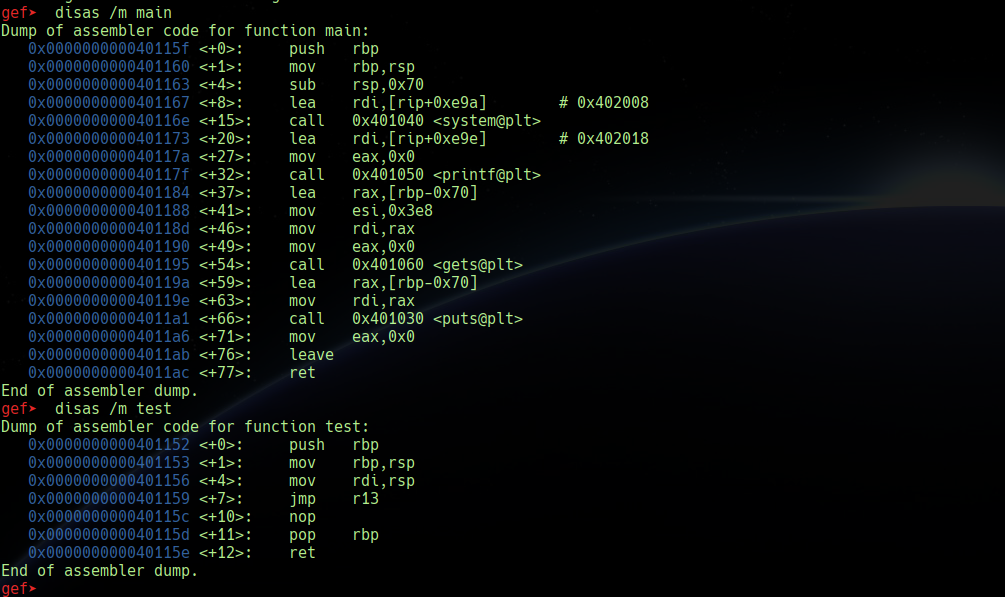 gef➤  disas /m main
Dump of assembler code for function main:
   0x000000000040115f <+0>:     push   rbp
   0x0000000000401160 <+1>:     mov    rbp,rsp
   0x0000000000401163 <+4>:     sub    rsp,0x70
   0x0000000000401167 <+8>:     lea    rdi,[rip+0xe9a]        # 0x402008
   0x000000000040116e <+15>:    call   0x401040 <system@plt>
   0x0000000000401173 <+20>:    lea    rdi,[rip+0xe9e]        # 0x402018
   0x000000000040117a <+27>:    mov    eax,0x0
   0x000000000040117f <+32>:    call   0x401050 <printf@plt>
   0x0000000000401184 <+37>:    lea    rax,[rbp-0x70]
   0x0000000000401188 <+41>:    mov    esi,0x3e8
   0x000000000040118d <+46>:    mov    rdi,rax
   0x0000000000401190 <+49>:    mov    eax,0x0
   0x0000000000401195 <+54>:    call   0x401060 <gets@plt>
   0x000000000040119a <+59>:    lea    rax,[rbp-0x70]
   0x000000000040119e <+63>:    mov    rdi,rax
   0x00000000004011a1 <+66>:    call   0x401030 <puts@plt>
   0x00000000004011a6 <+71>:    mov    eax,0x0
   0x00000000004011ab <+76>:    leave
   0x00000000004011ac <+77>:    ret
End of assembler dump.
gef➤  disas /m test
Dump of assembler code for function test:
   0x0000000000401152 <+0>:     push   rbp
   0x0000000000401153 <+1>:     mov    rbp,rsp
   0x0000000000401156 <+4>:     mov    rdi,rsp
   0x0000000000401159 <+7>:     jmp    r13
   0x000000000040115c <+10>:    nop
   0x000000000040115d <+11>:    pop    rbp
   0x000000000040115e <+12>:    ret
End of assembler dump.
gef➤